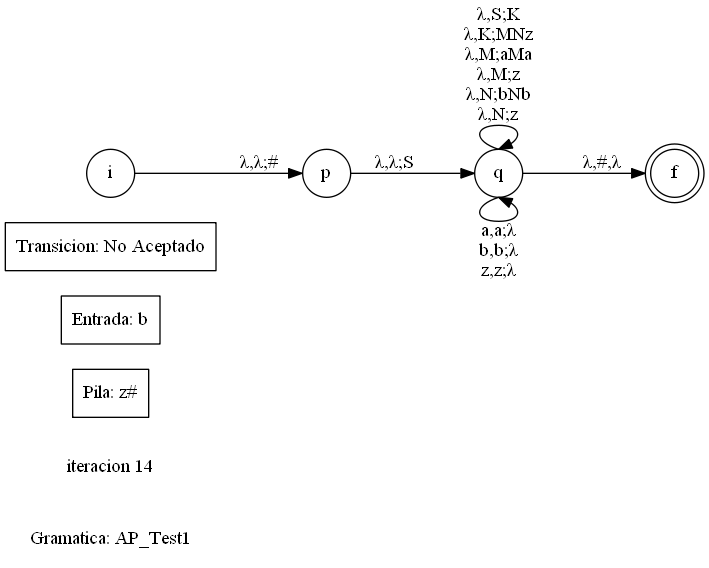 λ,S;K
λ,K;MNz
λ,M;aMa
λ,M;z
λ,N;bNb
λ,N;z
i
λ,λ;#
p
λ,λ;S
q
λ,#,λ
f
a,a;λ
b,b;λ
z,z;λ
Transicion: No Aceptado
Entrada: b
Pila: z#
iteracion 14
Gramatica: AP_Test1